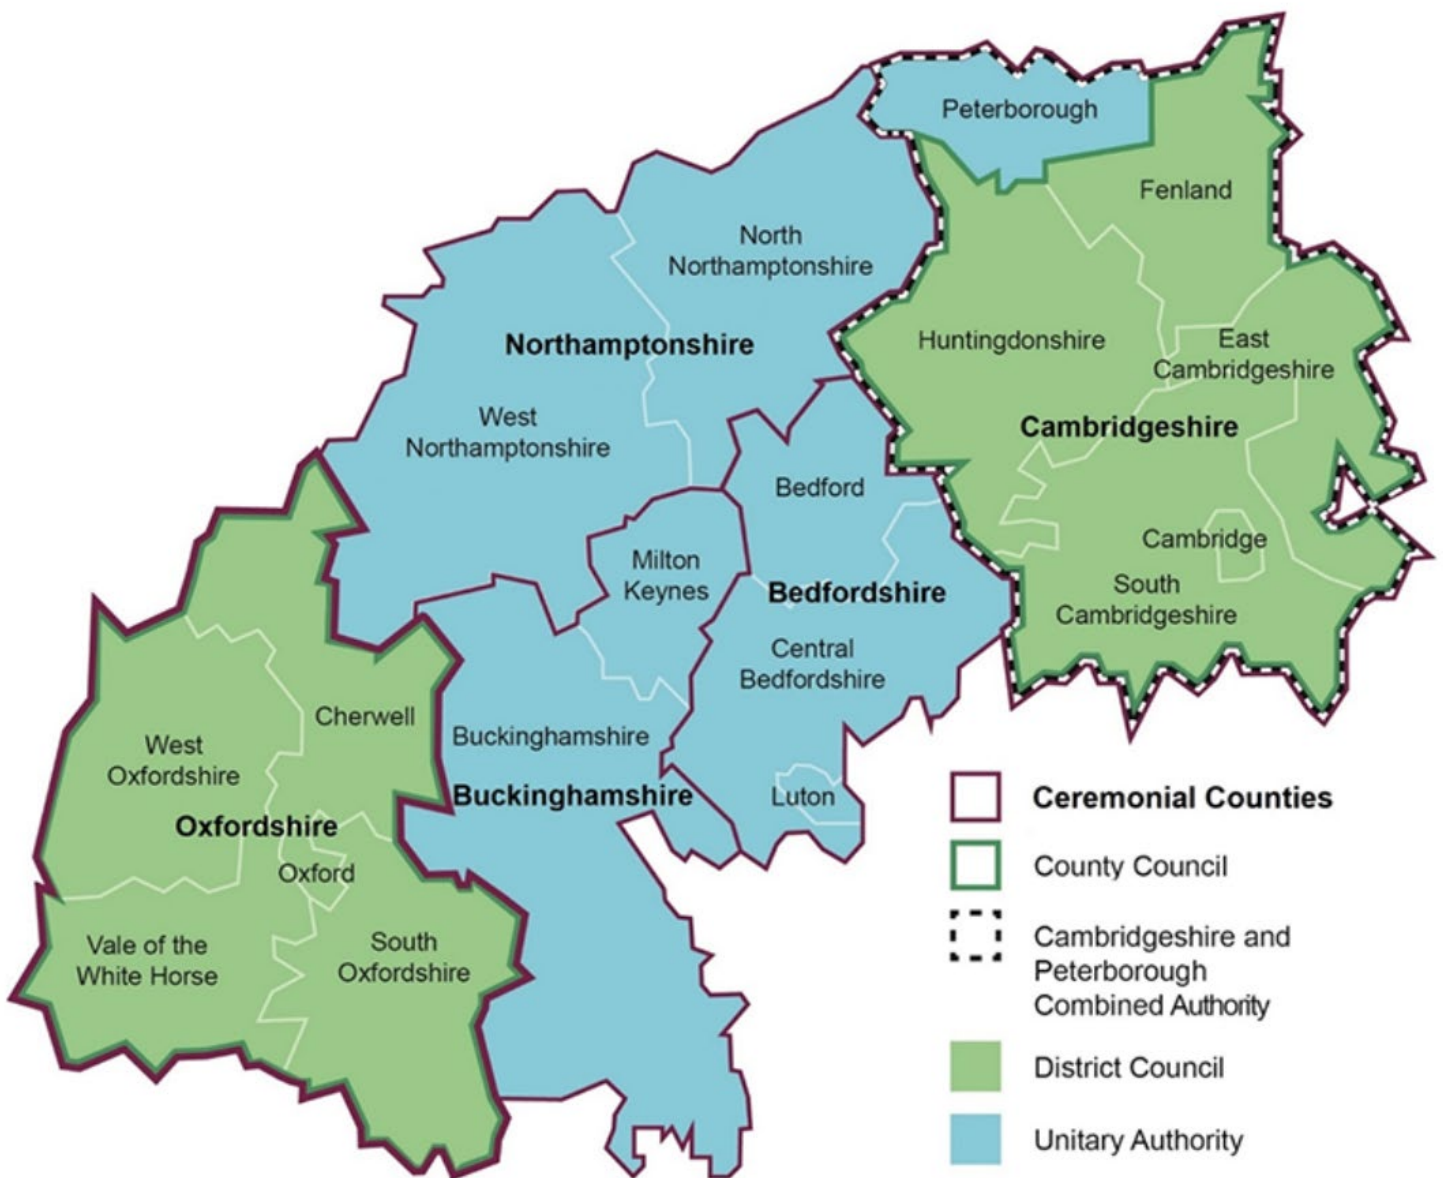 Peterborough
Fenland
North
Northamptonshire
Northamptonshire
Huntingdonshire
East
Cambridgeshire
West
Northamptonshire
Cambridgeshire
Bedford
Milton
Keynes
Cambridge
Bedfordshire
South
Cambridgeshire
Central
Bedfordshire
Cherwell
Buckinghamshire
West
Oxfordshire
Buckinghamshire
Luton
Oxfordshire
Oxford
Vale of the
White Horse
South
Oxfordshire
Ceremonial Counties
County Council
Cambridgeshire and
Peterborough
Combined Authority
District Council
Unitary Authority